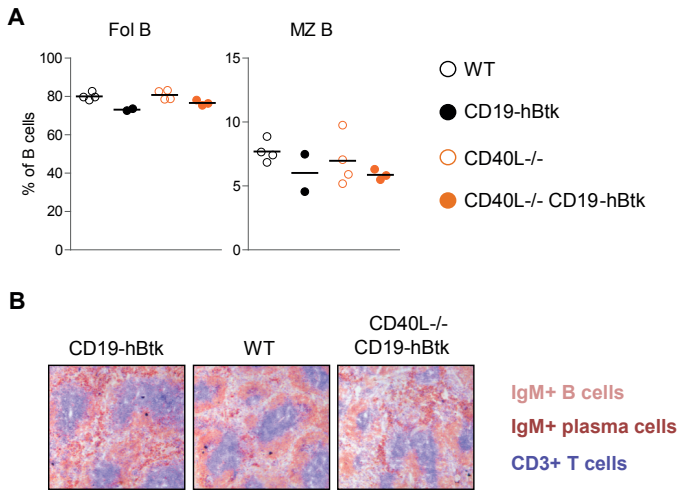 A
Fol B
MZ B
% of B cells
100
80
60
40
20
0
15
10
5
0
WT
CD19-hBtk
CD40L-/-
CD40L-/- CD19-hBtk
B
CD19-hBtk
WT
CD40L-/-
CD19-hBtk
IgM+ B cells
IgM+ plasma cells
CD3+ T cells